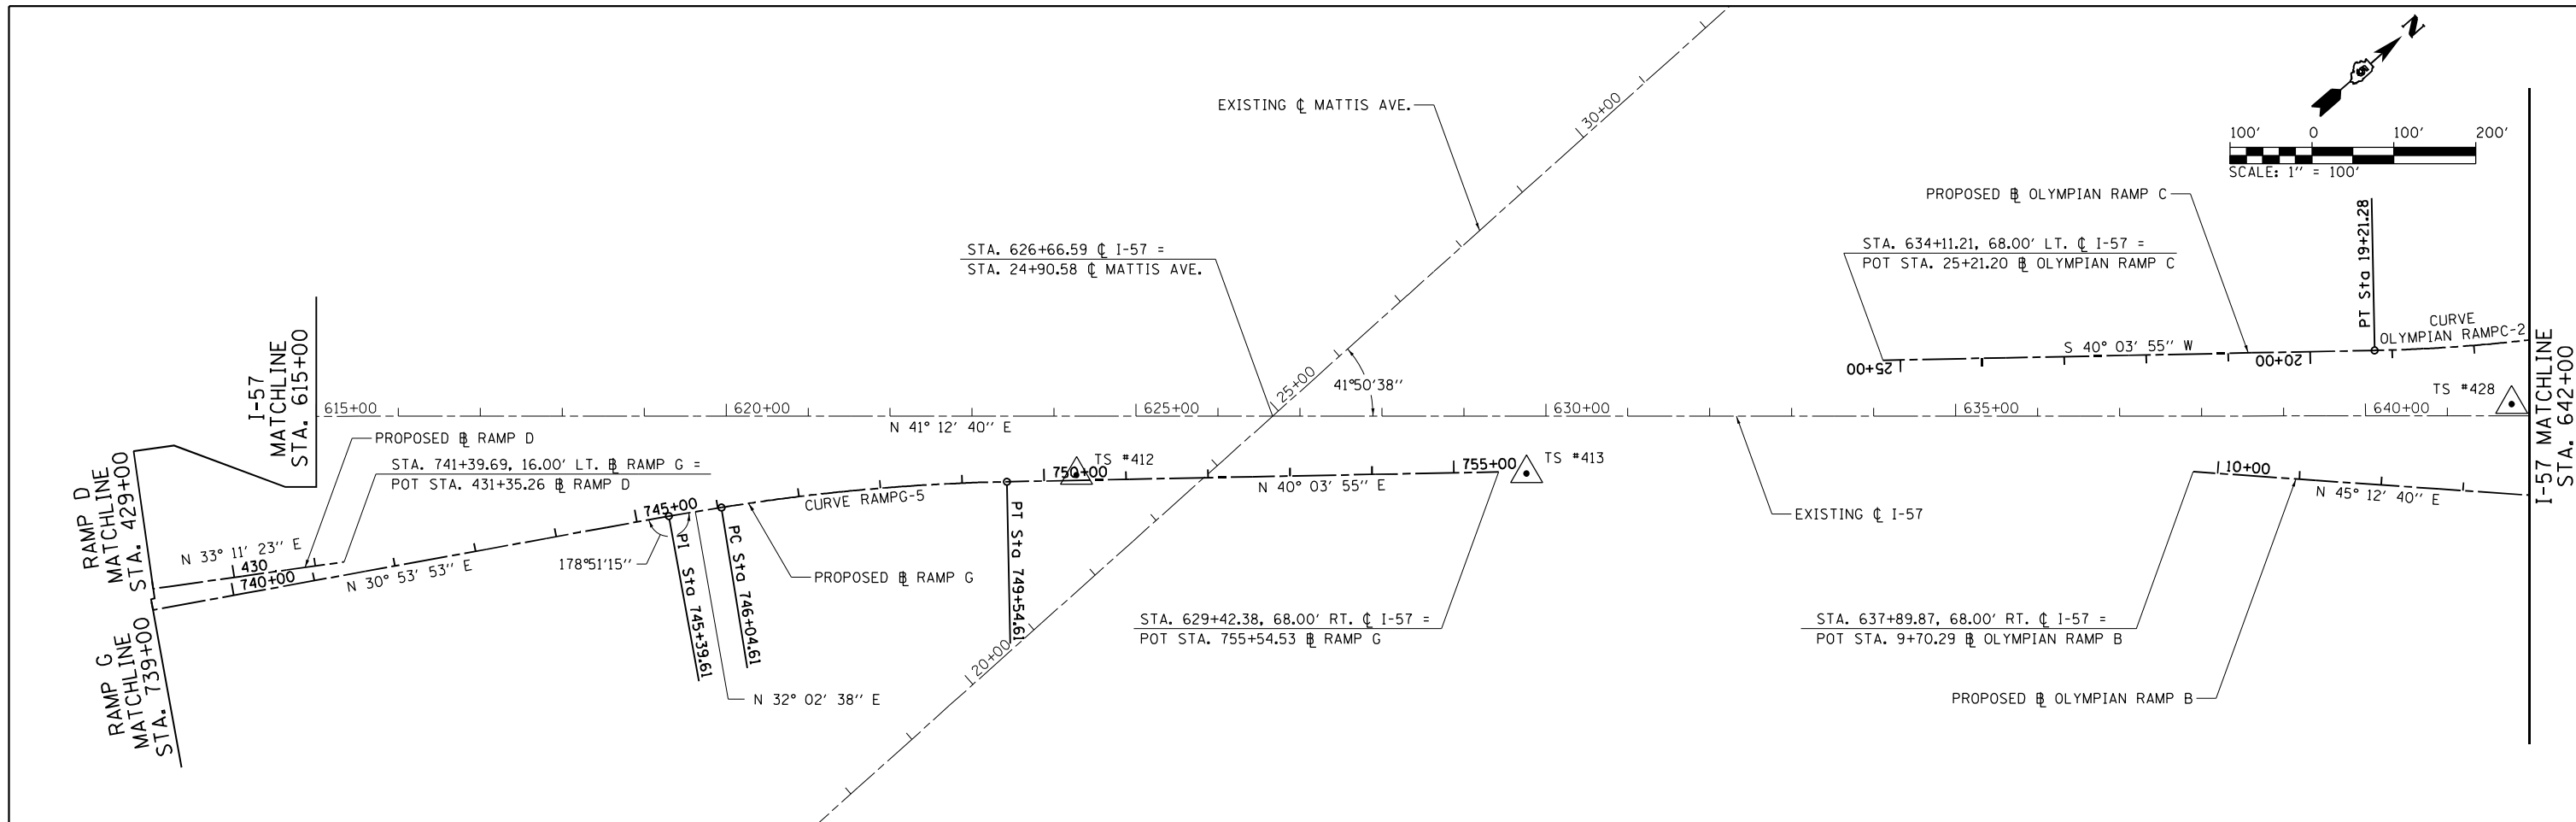 N
100' 0 100' 200'
SCALE: 1'' = 100'
EXISTING ℄ MATTIS AVE.
30+00
PROPOSED B̲L OLYMPIAN RAMP C
STA. 626+66.59 ℄ I-57 =
STA. 24+90.58 ℄ MATTIS AVE.
STA. 634+11.21, 68.00' LT. ℄ I-57 =
POT STA. 25+21.20 B̲L OLYMPIAN RAMP C
PT Sta 19+21.28
CURVE
OLYMPIAN RAMPC-2
S 40° 03' 55'' W
25+00
20+00
I-57
MATCHLINE
STA. 615+00
25+00
41°50'38''
615+00
620+00
625+00
630+00
635+00
640+00
TS #428
I-57 MATCHLINE
STA. 642+00
N 41° 12' 40'' E
PROPOSED B̲L RAMP D
STA. 741+39.69, 16.00' LT. B̲L RAMP G =
POT STA. 431+35.26 B̲L RAMP D
TS #412
TS #413
750+00
755+00
10+00
N 40° 03' 55'' E
N 45° 12' 40'' E
CURVE RAMPG-5
745+00
EXISTING ℄ I-57
RAMP D
MATCHLINE
STA. 429+00
N 33° 11' 23'' E
430
740+00
N 30° 53' 53'' E
178°51'15''
PI Sta 745+39.61
PC Sta 746+04.61
PT Sta 749+54.61
PROPOSED B̲L RAMP G
STA. 629+42.38, 68.00' RT. ℄ I-57 =
POT STA. 755+54.53 B̲L RAMP G
STA. 637+89.87, 68.00' RT. ℄ I-57 =
POT STA. 9+70.29 B̲L OLYMPIAN RAMP B
RAMP G
MATCHLINE
STA. 739+00
20+00
N 32° 02' 38'' E
PROPOSED B̲L OLYMPIAN RAMP B